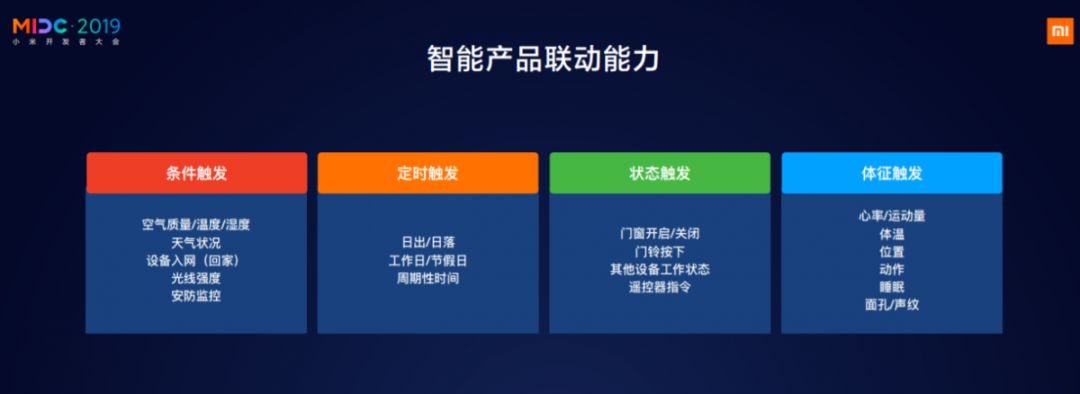 MIDC·2019
小米开发者大会
MI
智能产品联动能力
条件触发
空气质量/温度/湿度
天气状况
设备入网（回家）
光线强度
安防监控
定时触发
日出/日落
工作日/节假日
周期性时间
状态触发
门窗开启/关闭
门铃按下
其他设备工作状态
遥控器指令
体征触发
心率/运动量
体温
位置
动作
睡眠
面孔/声纹